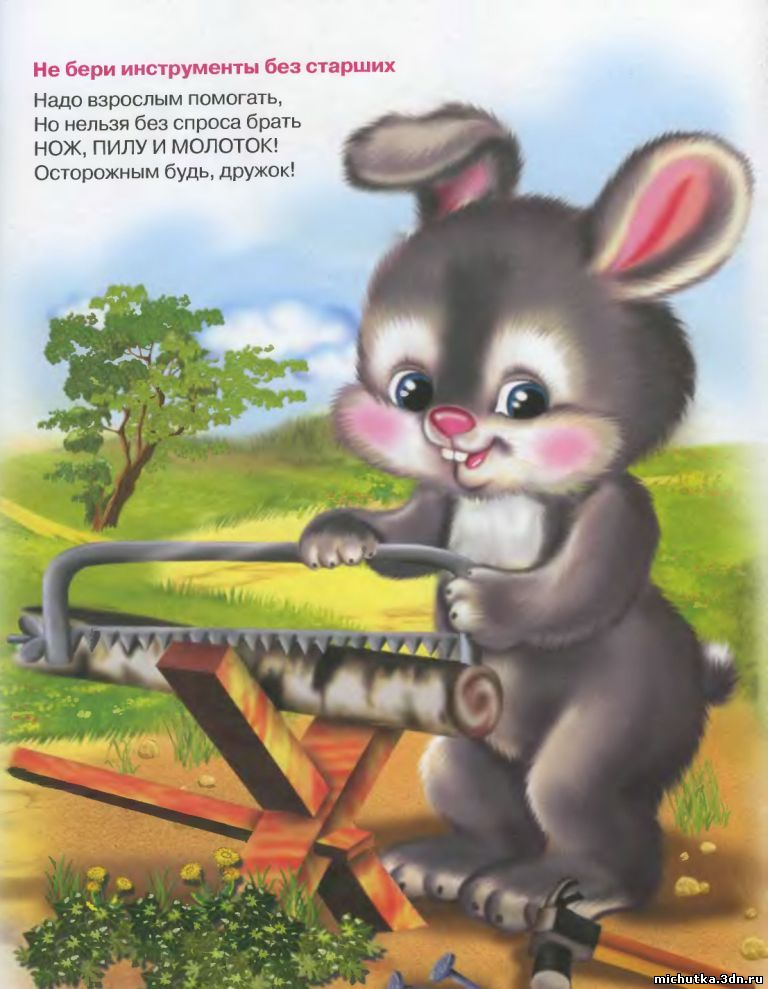 Не бери инструменты без старших
Надо взрослым помогать,
Но нельзя без спроса брать
НОЖ, ПИЛУ И МОЛОТОК!
Осторожным будь, дружок!
michutka.3dn.ru